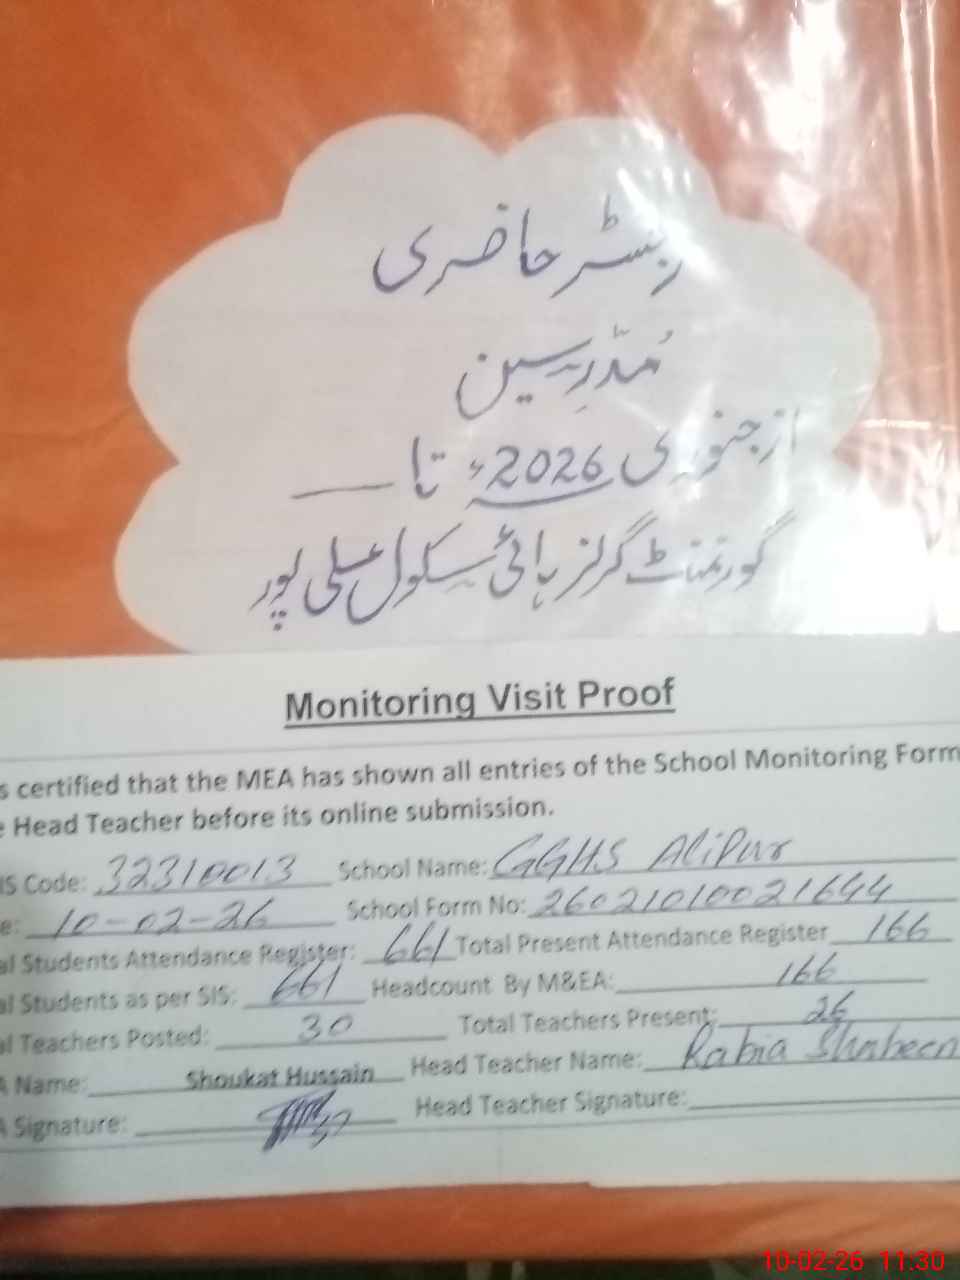 رجسٹر حاضری
مُدرِسین
از جنوری 2026ء تا ____
گورنمنٹ گرلز ہائی سکول علی پور
Monitoring Visit Proof
s certified that the MEA has shown all entries of the School Monitoring Form
e Head Teacher before its online submission.
IS Code: 32310013 School Name: GGHS AliPur
e: 10-02-26 School Form No: 26021010021644
al Students Attendance Register: 661 Total Present Attendance Register 166
al Students as per SIS: 661 Headcount By M&EA: 166
al Teachers Posted: 30 Total Teachers Present: 26
A Name: Shoukat Hussain Head Teacher Name: Rabia Shaheen
A Signature: Head Teacher Signature:
10-02-26 11:30